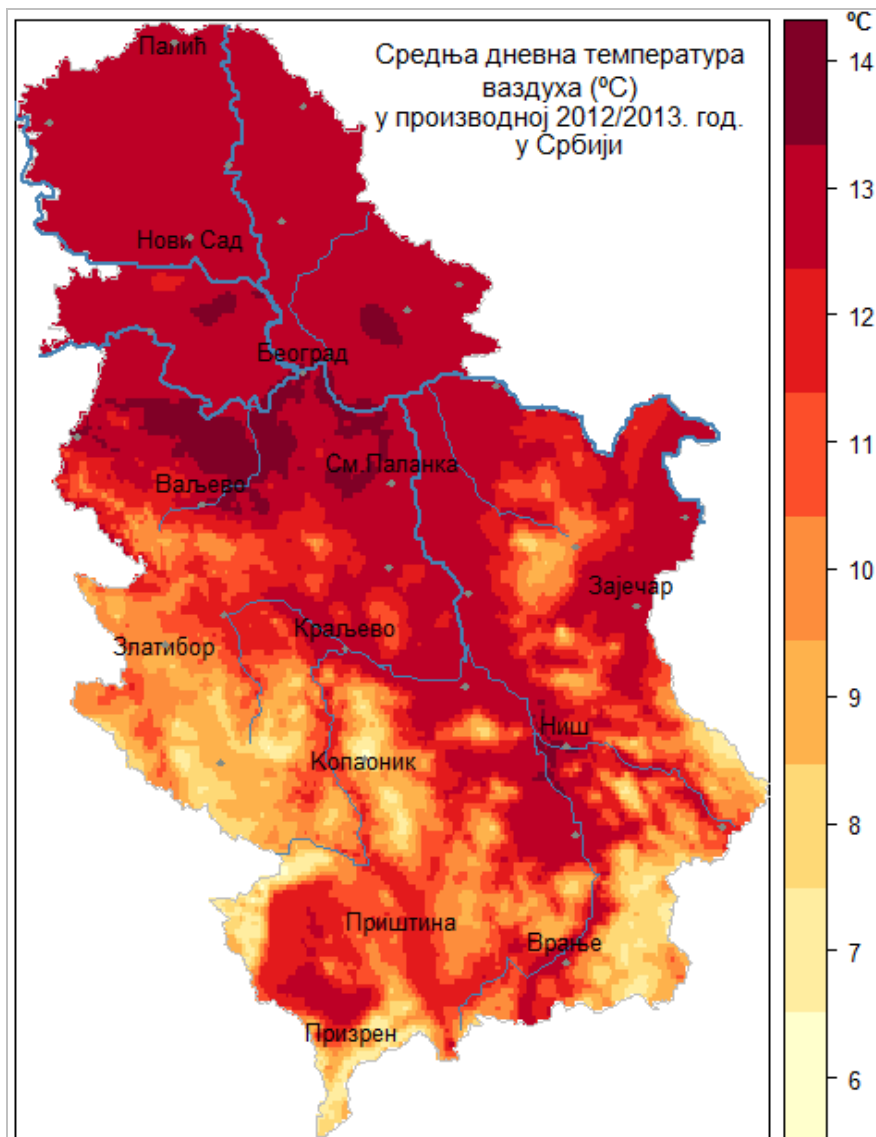 ºC
Палић
Средња дневна температура
ваздуха (ºC)
у производној 2012/2013. год.
у Србији
14
13
Нови Сад
12
Београд
11
См.Паланка
Ваљево
10
Зајечар
Краљево
Златибор
9
Ниш
Копаоник
8
Приштина
Врање
7
Призрен
6